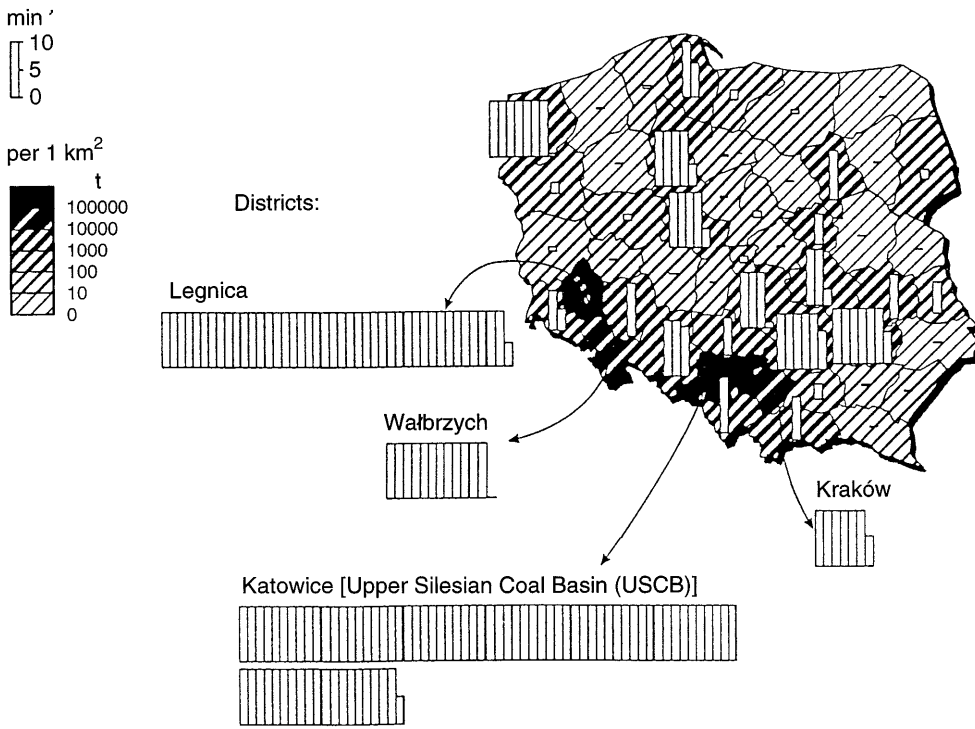 min '
10
5
0
per 1 km²
t
100000
10000
1000
100
10
0
Districts:
Legnica
Wałbrzych
Kraków
Katowice [Upper Silesian Coal Basin (USCB)]